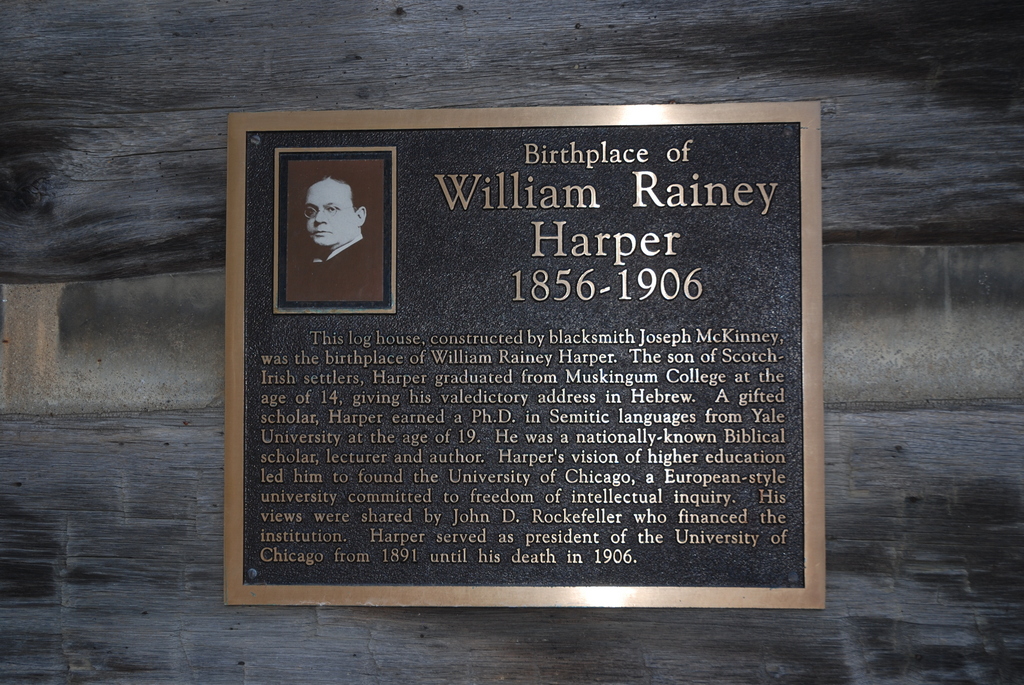 Birthplace of
William Rainey
Harper
1856-1906
This log house, constructed by blacksmith Joseph McKinney,
was the birthplace of William Rainey Harper. The son of Scotch-
Irish settlers, Harper graduated from Muskingum College at the
age of 14, giving his valedictory address in Hebrew. A gifted
scholar, Harper earned a Ph.D. in Semitic languages from Yale
University at the age of 19. He was a nationally-known Biblical
scholar, lecturer and author. Harper's vision of higher education
led him to found the University of Chicago, a European-style
university committed to freedom of intellectual inquiry. His
views were shared by John D. Rockefeller who financed the
institution. Harper served as president of the University of
Chicago from 1891 until his death in 1906.